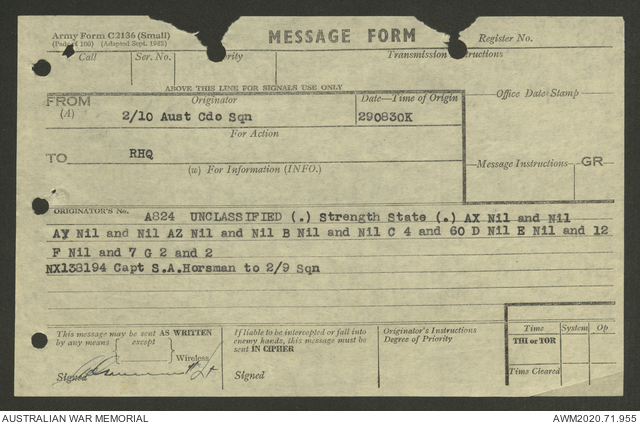 Army Form C2136 (Small)
(Pads of 100) (Adapted Sept. 1942)
MESSAGE FORM
Register No.
Call
Ser. No.
Transmission Instructions
ABOVE THIS LINE FOR SIGNALS USE ONLY
FROM
(A)
Originator
2/10 Aust Cdo Sqn
Date—Time of Origin
290830K
Office Date Stamp
For Action
TO
RHQ
(w) For Information (INFO.)
Message Instructions
GR
ORIGINATOR'S No. A824 UNCLASSIFIED (.) Strength State (.) AX Nil and Nil
AY Nil and Nil AZ Nil and Nil B Nil and Nil C 4 and 60 D Nil E Nil and 12
F Nil and 7 G 2 and 2
NX138194 Capt S.A.Horsman to 2/9 Sqn
This message may be sent AS WRITTEN
by any means { except } Wireless
Signed
Lt
If liable to be intercepted or fall into
enemy hands, this message must be
sent IN CIPHER
Signed
Originator's Instructions
Degree of Priority
Time
System
Op
THI or TOR
Time Cleared
AUSTRALIAN WAR MEMORIAL
AWM2020.71.955